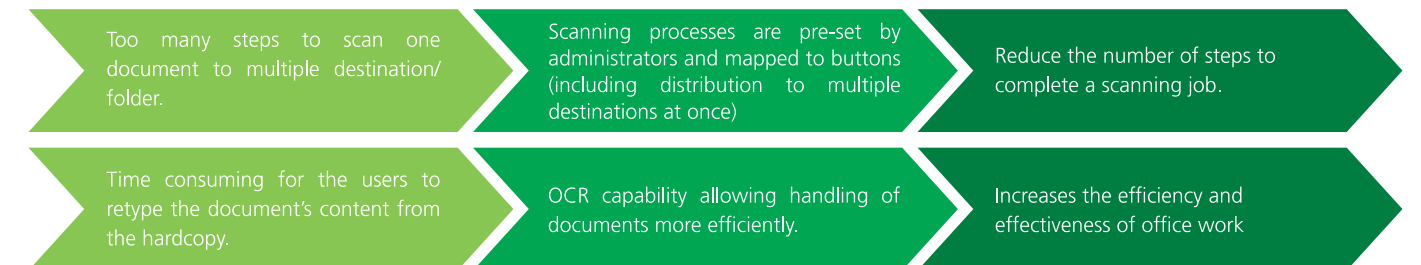 Too many steps to scan one
document to multiple destination/
folder.
Scanning processes are pre-set by
administrators and mapped to buttons
(including distribution to multiple
destinations at once)
Reduce the number of steps to
complete a scanning job.
Time consuming for the users to
retype the document’s content from
the hardcopy.
OCR capability allowing handling of
documents more efficiently.
Increases the efficiency and
effectiveness of office work